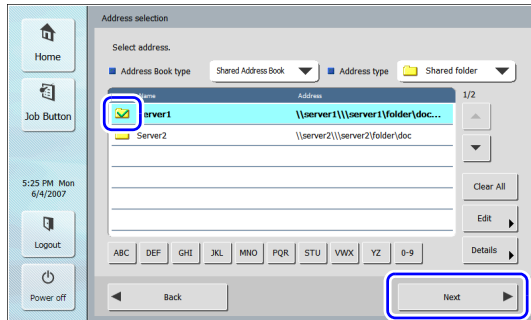 Address selection
Home
Job Button
5:25 PM Mon
6/4/2007
Logout
Power off
Select address.
Address Book type
Shared Address Book
Address type
Shared folder
Name Address
1/2
Server1 \\server1\\\server1\folder\doc...
Server2 \\server2\\\server2\folder\doc
Clear All
Edit
Details
ABC DEF GHI JKL MNO PQR STU VWX YZ 0-9
Back
Next